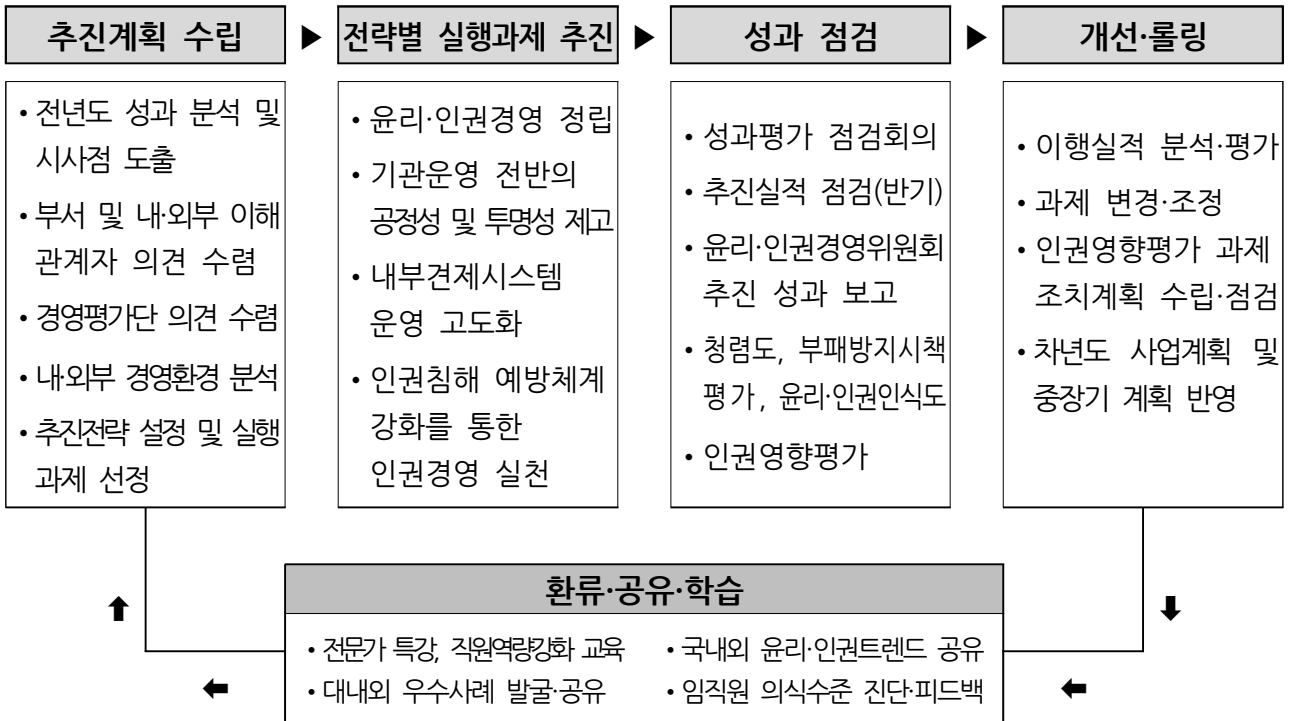 추진계획 수립 ▶ 전략별 실행과제 추진 ▶ 성과 점검 ▶ 개선·롤링
• 전년도 성과 분석 및
시사점 도출
• 부서 및 내·외부 이해
관계자 의견 수렴
• 경영평가단 의견 수렴
• 내·외부 경영환경 분석
• 추진전략 설정 및 실행
과제 선정
• 윤리·인권경영 정립
• 기관운영 전반의
공정성 및 투명성 제고
• 내부견제시스템
운영 고도화
• 인권침해 예방체계
강화를 통한
인권경영 실천
• 성과평가 점검회의
• 추진실적 점검(반기)
• 윤리·인권경영위원회
추진 성과 보고
• 청렴도, 부패방지시책
평가, 윤리·인권인식도
• 인권영향평가
• 이행실적 분석·평가
• 과제 변경·조정
• 인권영향평가 과제
조치계획 수립·점검
• 차년도 사업계획 및
중장기 계획 반영
환류·공유·학습
• 전문가 특강, 직원역량강화 교육
• 대내외 우수사례 발굴·공유
• 국내외 윤리·인권트렌드 공유
• 임직원 의식수준 진단·피드백